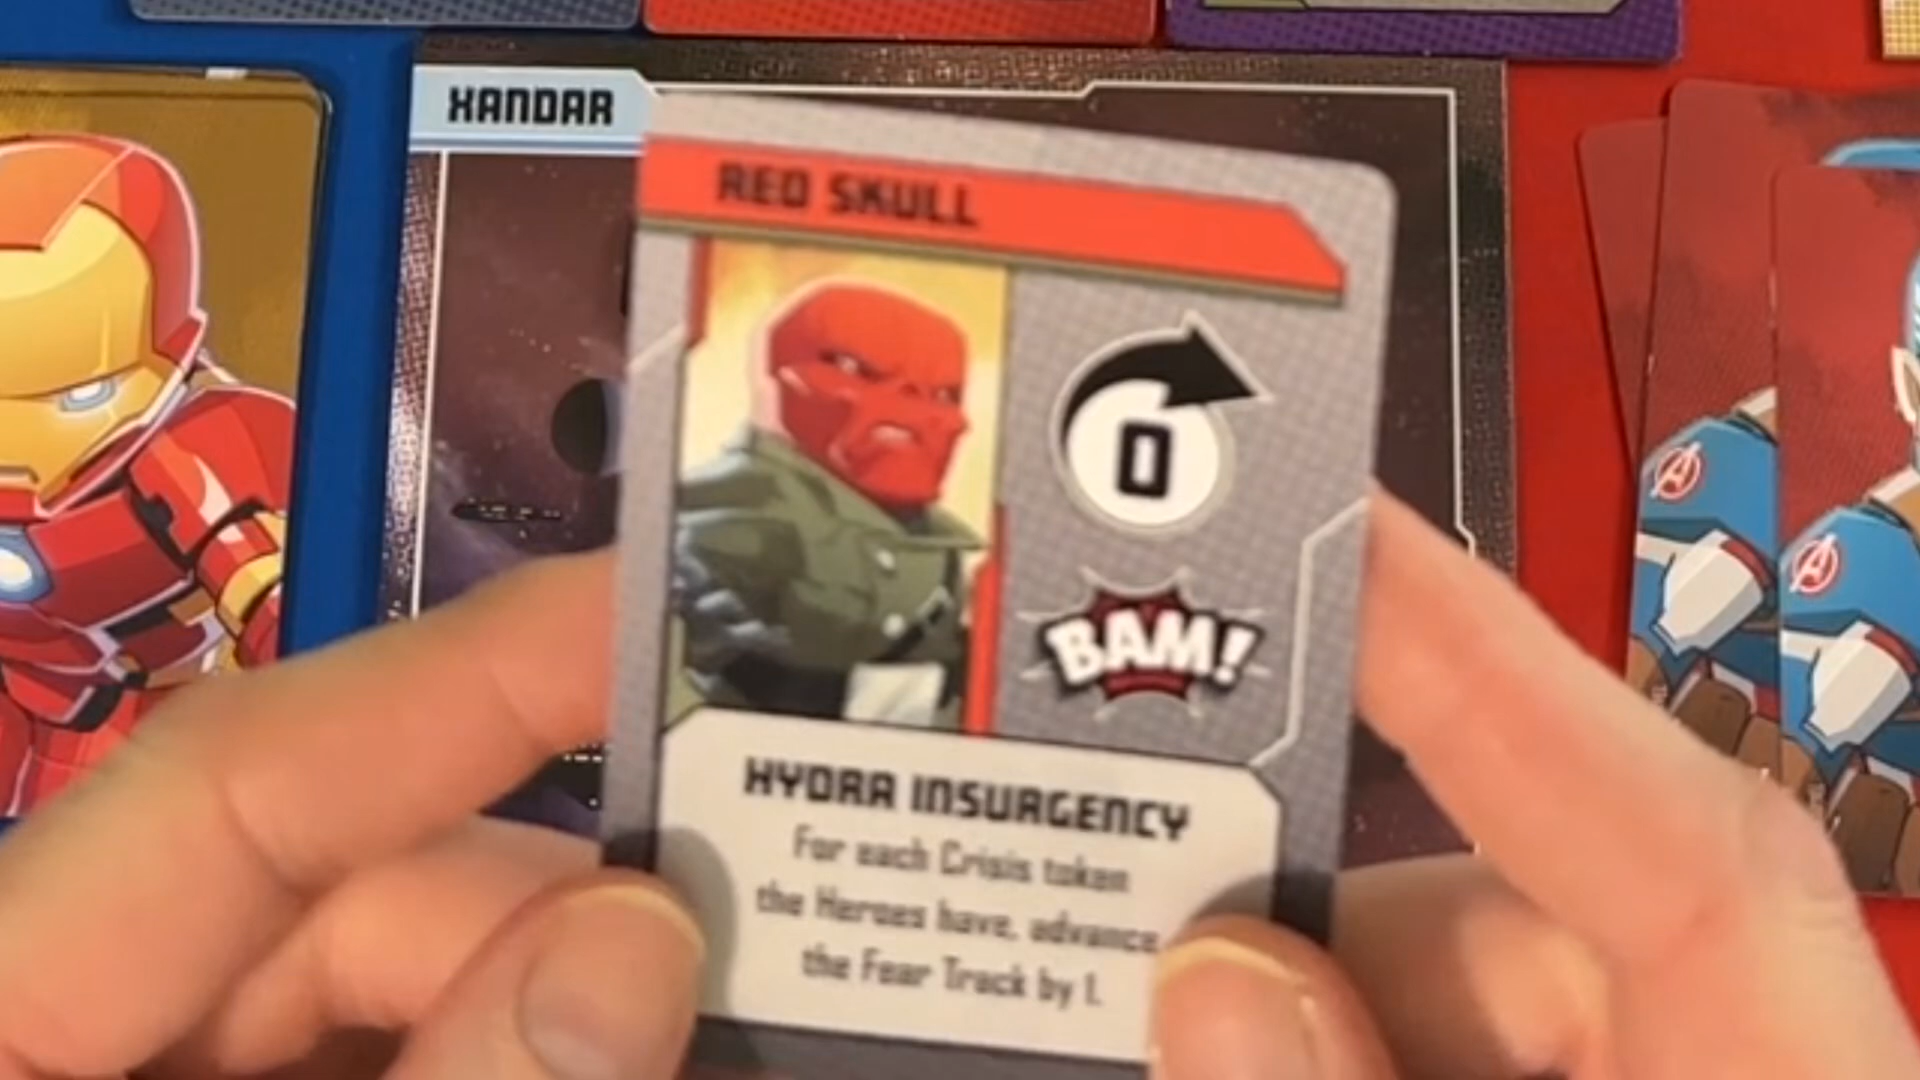 XANDAR
RED SKULL
0
BAM!
HYDRA INSURGENCY
For each Crisis token
the Heroes have, advance
the Fear Track by 1.